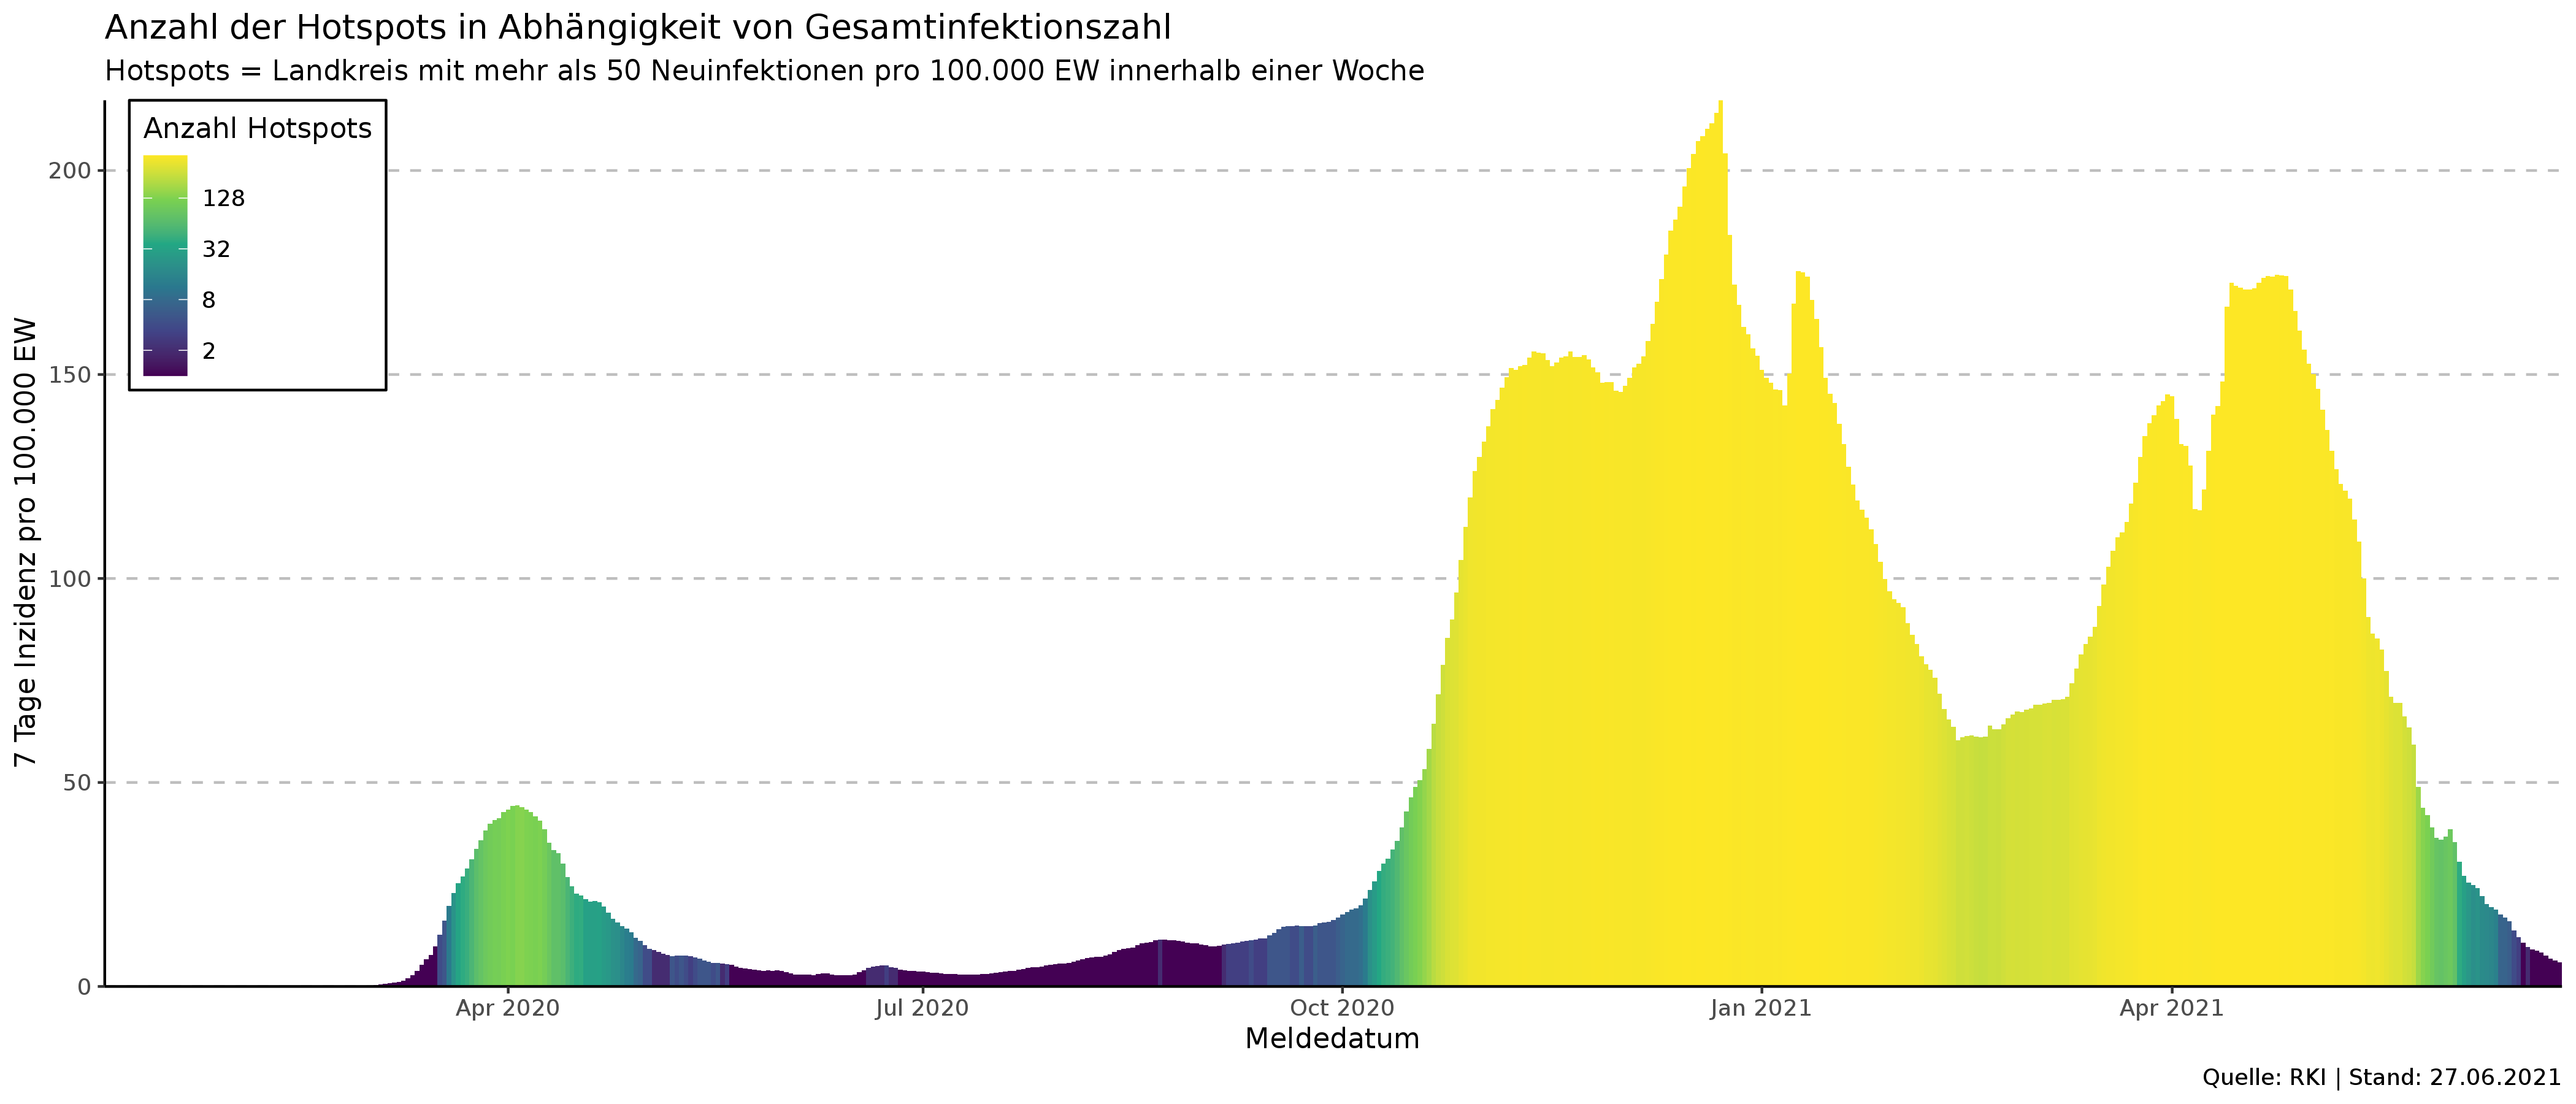 Anzahl der Hotspots in Abhängigkeit von Gesamtinfektionszahl
Hotspots = Landkreis mit mehr als 50 Neuinfektionen pro 100.000 EW innerhalb einer Woche
Anzahl Hotspots
128
32
8
2
7 Tage Inzidenz pro 100.000 EW
200
150
100
50
0
Apr 2020 Jul 2020 Oct 2020 Jan 2021 Apr 2021
Meldedatum
Quelle: RKI | Stand: 27.06.2021